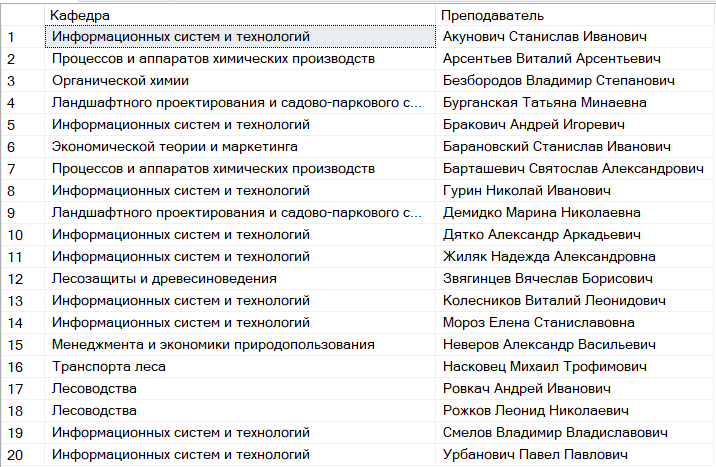 Кафедра Преподаватель
1 Информационных систем и технологий Акунович Станислав Иванович
2 Процессов и аппаратов химических производств Арсентьев Виталий Арсентьевич
3 Органической химии Безбородов Владимир Степанович
4 Ландшафтного проектирования и садово-паркового с... Бурганская Татьяна Минаевна
5 Информационных систем и технологий Бракович Андрей Игоревич
6 Экономической теории и маркетинга Барановский Станислав Иванович
7 Процессов и аппаратов химических производств Барташевич Святослав Александрович
8 Информационных систем и технологий Гурин Николай Иванович
9 Ландшафтного проектирования и садово-паркового с... Демидко Марина Николаевна
10 Информационных систем и технологий Дятко Александр Аркадьевич
11 Информационных систем и технологий Жиляк Надежда Александровна
12 Лесозащиты и древесиноведения Звягинцев Вячеслав Борисович
13 Информационных систем и технологий Колесников Виталий Леонидович
14 Информационных систем и технологий Мороз Елена Станиславовна
15 Менеджмента и экономики природопользования Неверов Александр Васильевич
16 Транспорта леса Насковец Михаил Трофимович
17 Лесоводства Ровкач Андрей Иванович
18 Лесоводства Рожков Леонид Николаевич
19 Информационных систем и технологий Смелов Владимир Владиславович
20 Информационных систем и технологий Урбанович Павел Павлович